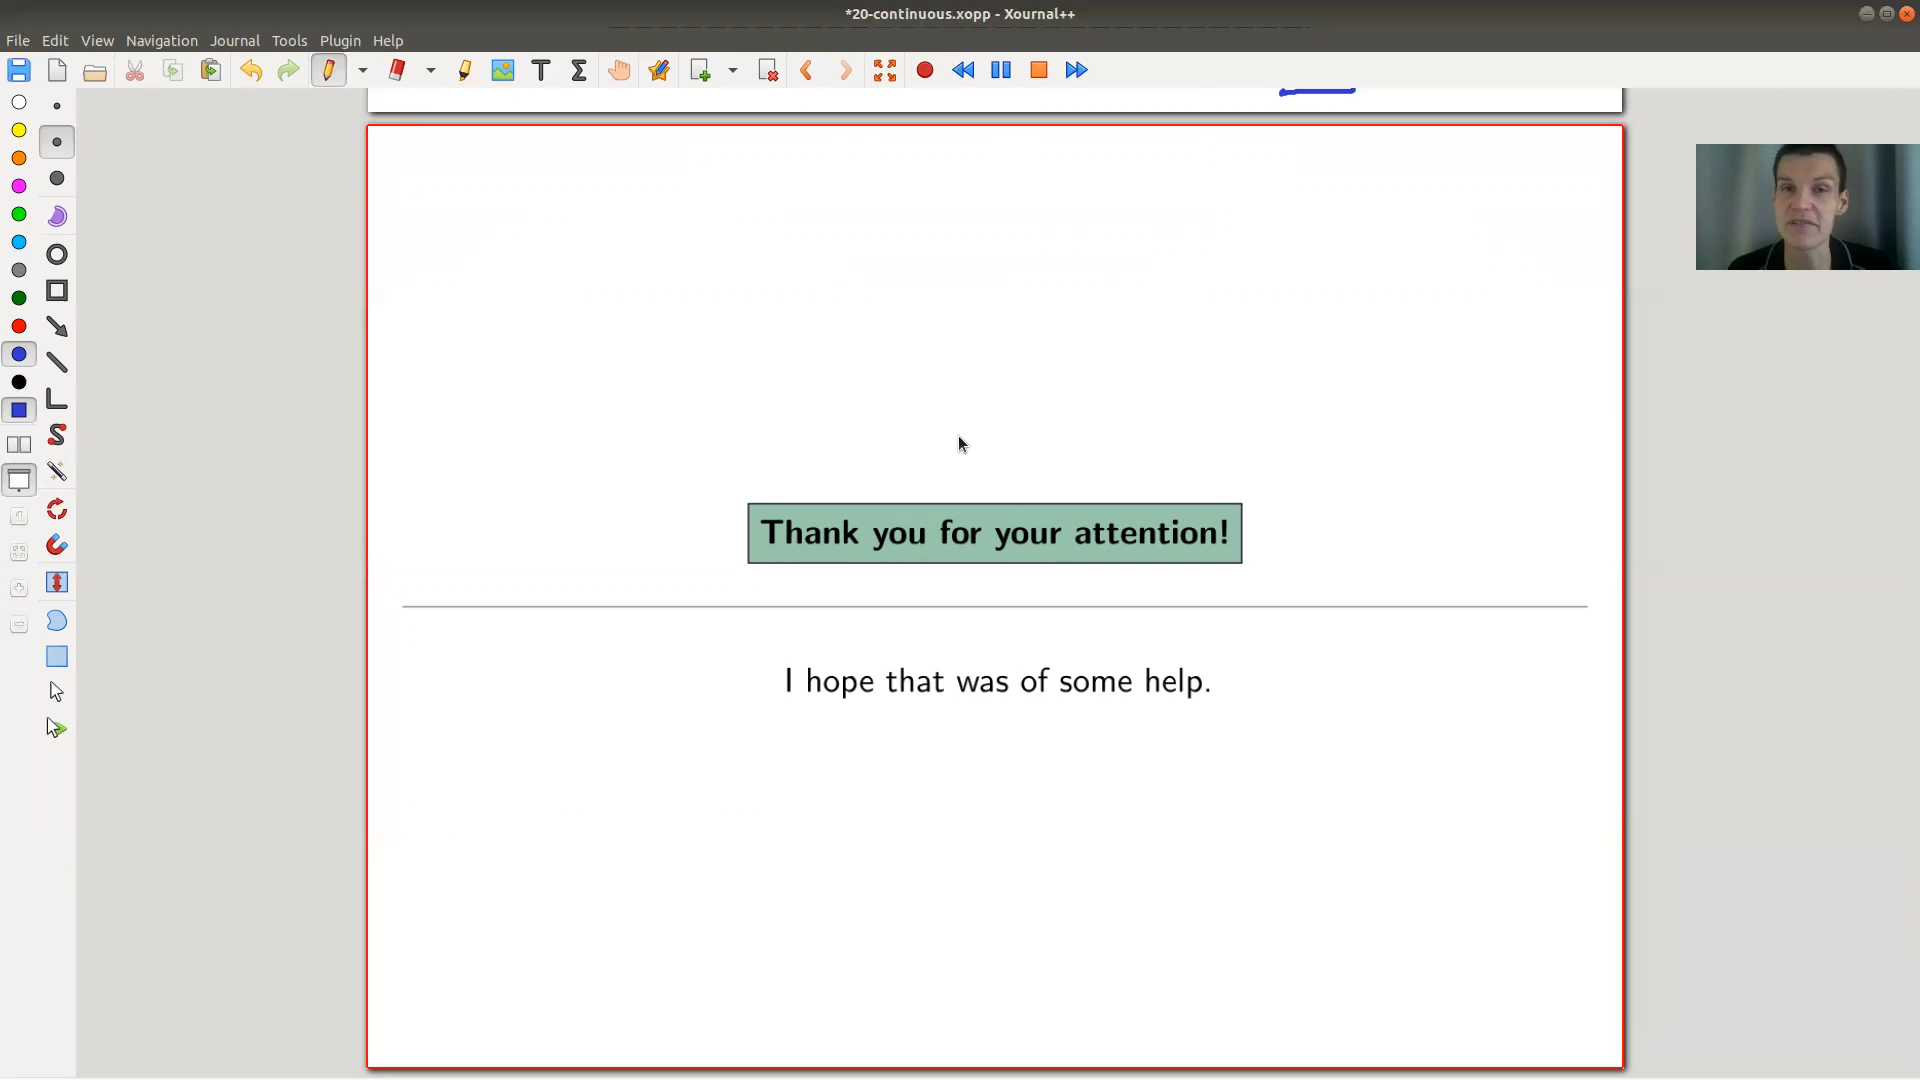 *20-continuous.xopp - Xournal++
File Edit View Navigation Journal Tools Plugin Help
Thank you for your attention!
I hope that was of some help.